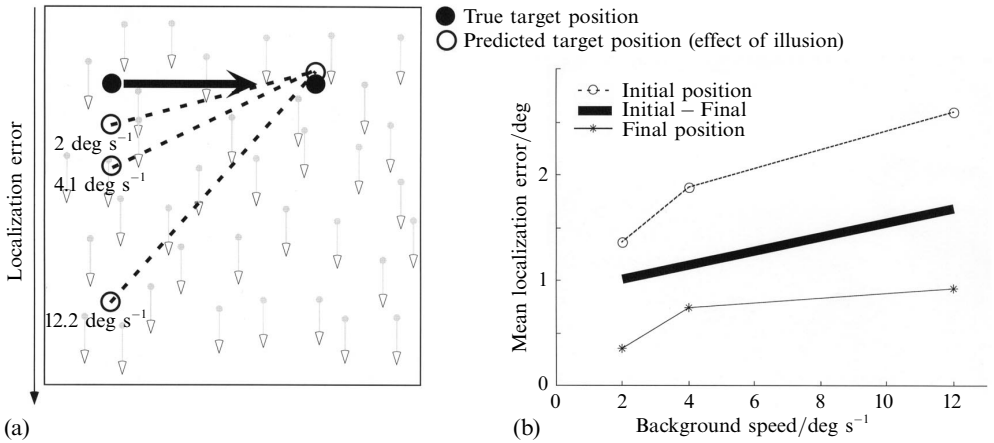 True target position
Predicted target position (effect of illusion)
Localization error
2 deg s⁻¹
4.1 deg s⁻¹
12.2 deg s⁻¹
(a)
Mean localization error/deg
Initial position
Initial – Final
Final position
2
1
0
0 2 4 6 8 10 12
Background speed/deg s⁻¹
(b)